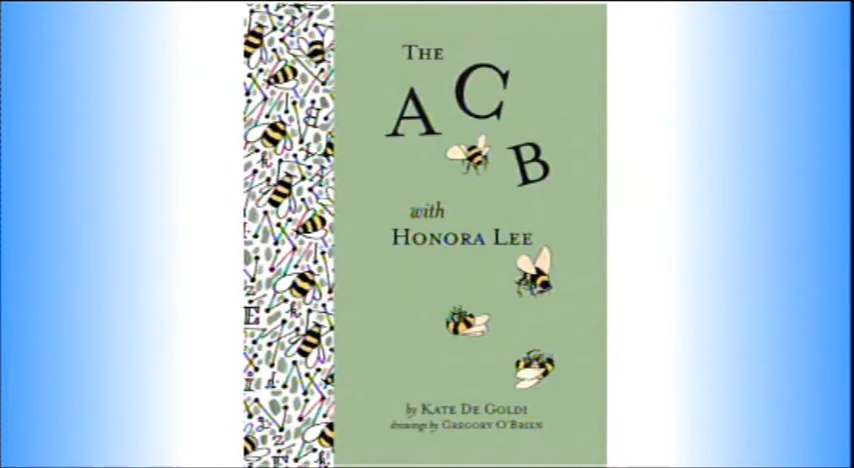 The
A C
B
with
Honora Lee
by Kate De Goldi
drawings by Gregory O'Brien